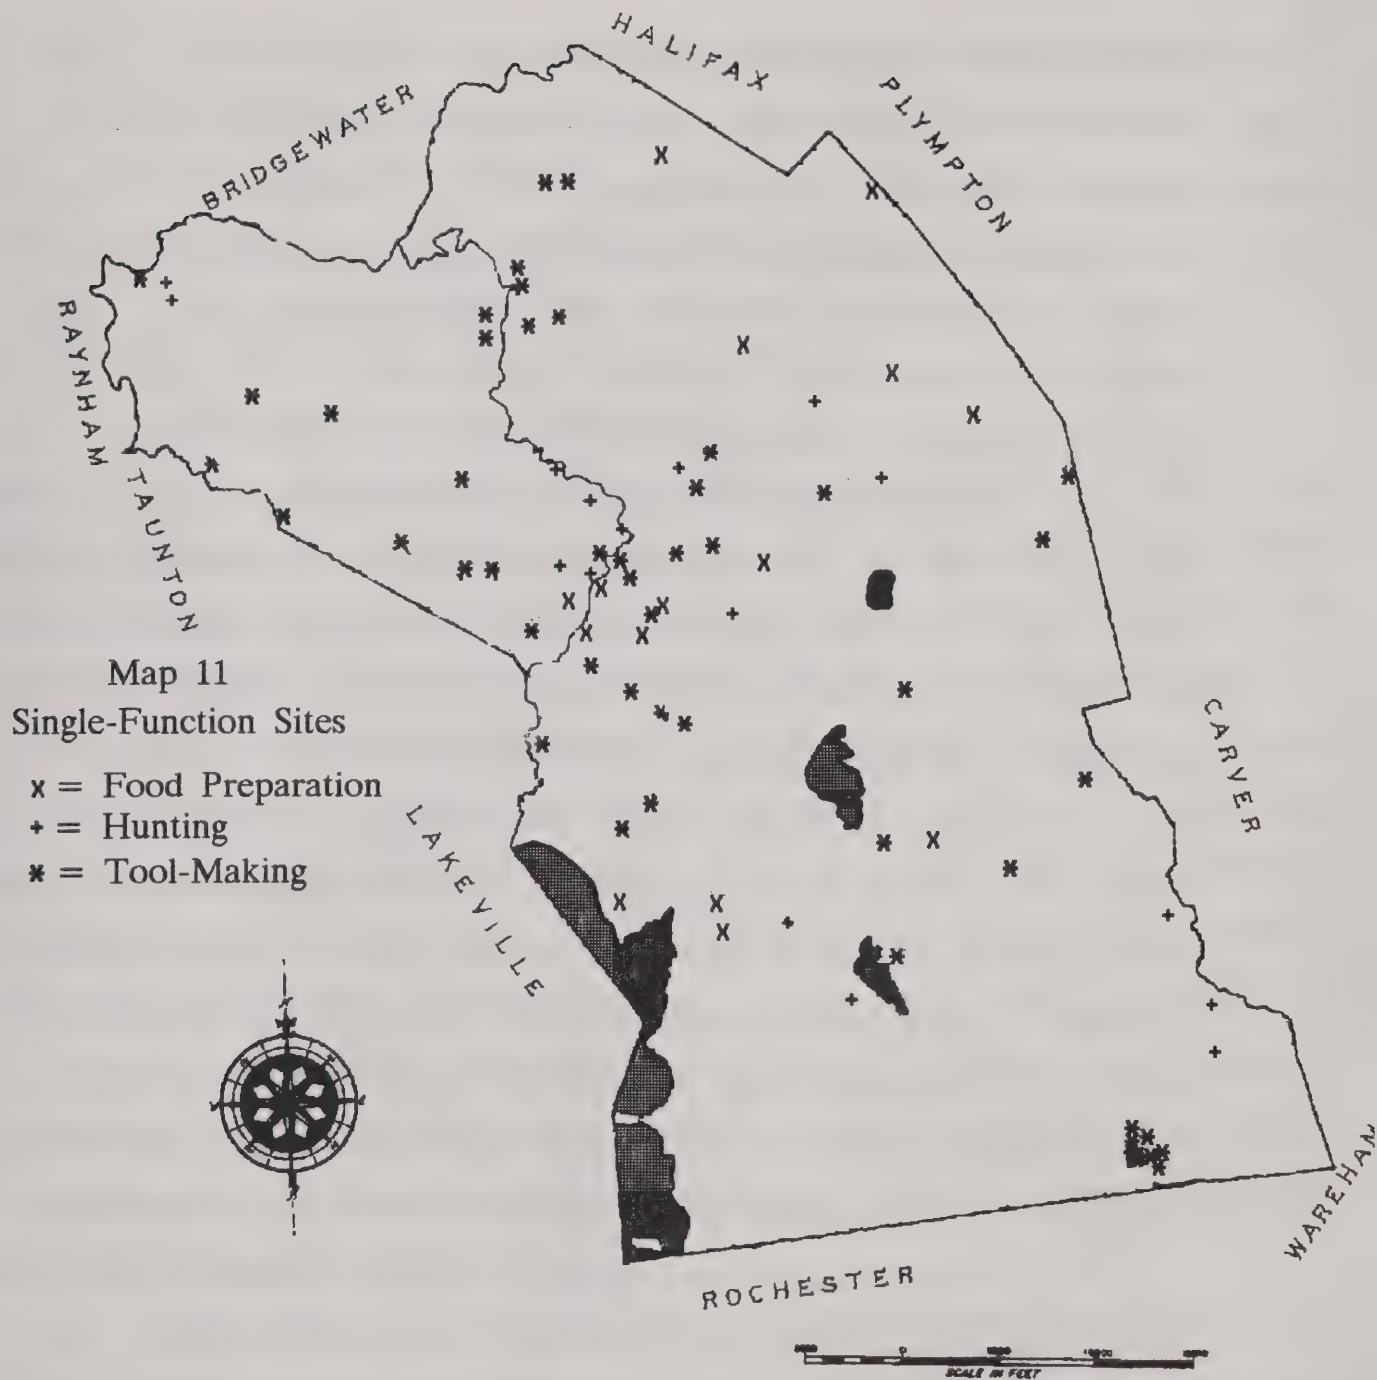 HALIFAX
PLYMPTON
BRIDGEWATER
RAYNHAM
TAUNTON
Map 11
Single-Function Sites
x = Food Preparation
+ = Hunting
* = Tool-Making
LAKEVILLE
CARVER
WAREHAM
ROCHESTER
0
SCALE IN FEET